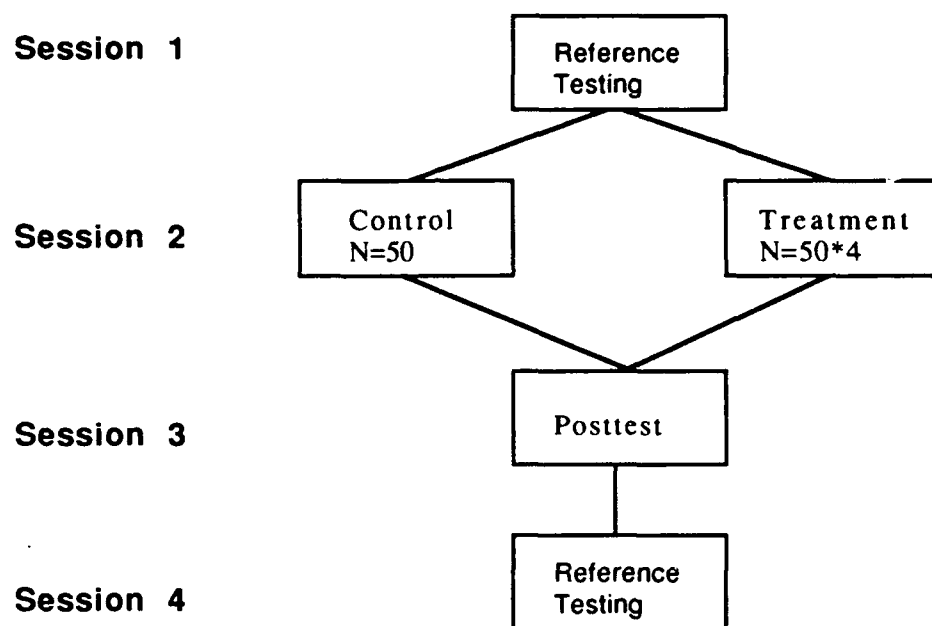 Session 1
Reference
Testing
Session 2
Control
N=50
Treatment
N=50*4
Session 3
Posttest
Session 4
Reference
Testing